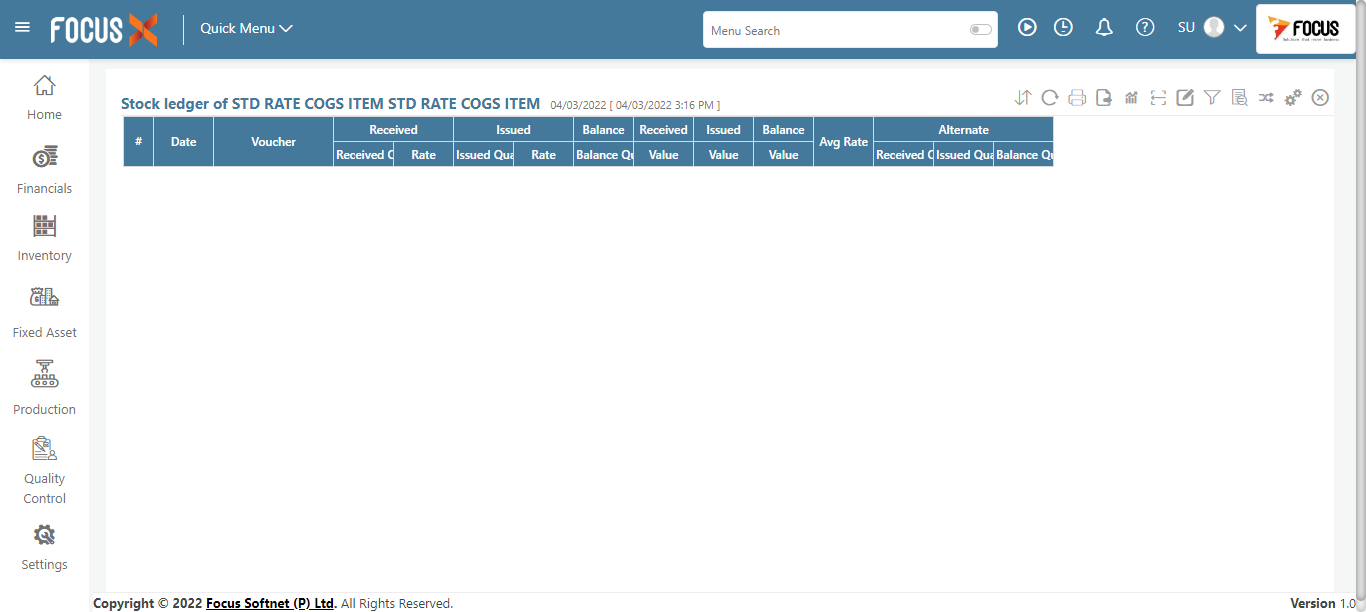 FOCUS X Quick Menu Menu Search SU FOCUS
Home
Financials
Inventory
Fixed Asset
Production
Quality
Control
Settings
Stock ledger of STD RATE COGS ITEM STD RATE COGS ITEM 04/03/2022 [ 04/03/2022 3:16 PM ]
# Date Voucher Received Issued Balance Received Issued Balance Avg Rate Alternate
Received Rate Issued Qua Rate Balance Qu Value Value Value Received Issued Qua Balance Qu
Copyright © 2022 Focus Softnet (P) Ltd. All Rights Reserved. Version 1.0